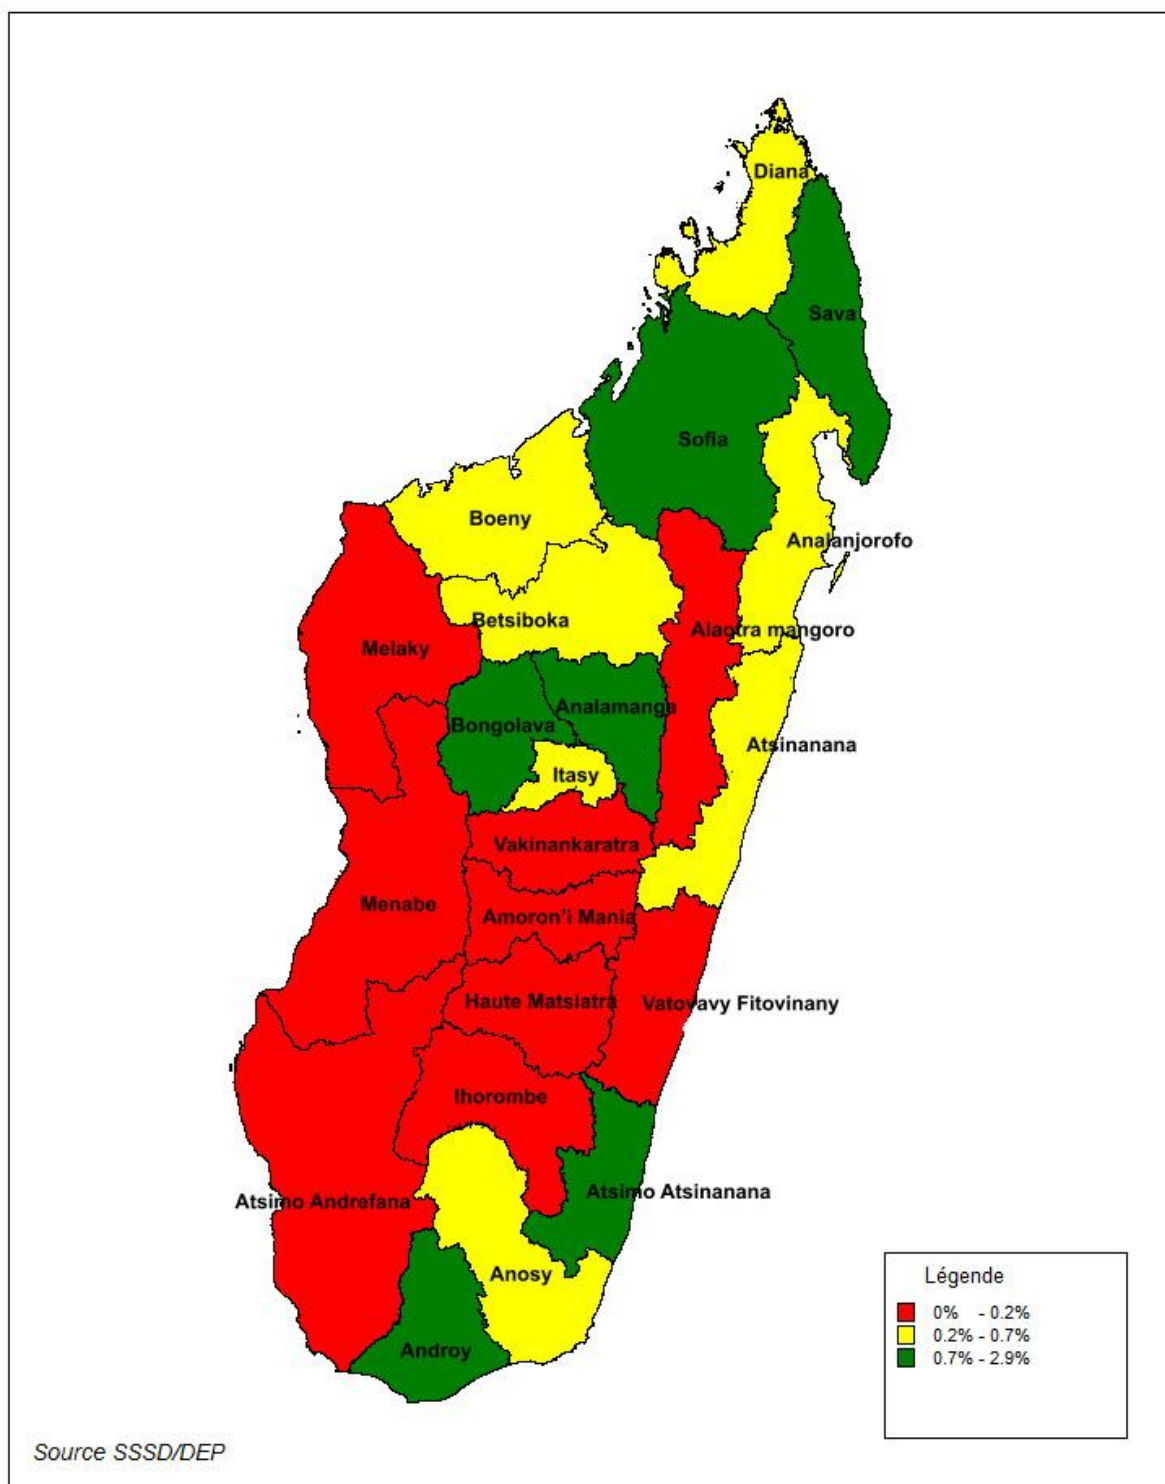 Diana
Sava
Sofia
Boeny
Analanjorofo
Betsiboka
Alaotra mangoro
Melaky
Analamanga
Bongolava
Atsinanana
Itasy
Vakinankaratra
Menabe
Amoron'i Mania
Haute Matsiatra
Vatovavy Fitovinany
Ihorombe
Atsimo Andrefana
Atsimo Atsinanana
Anosy
Androy
Légende
0% - 0.2%
0.2% - 0.7%
0.7% - 2.9%
Source SSSD/DEP